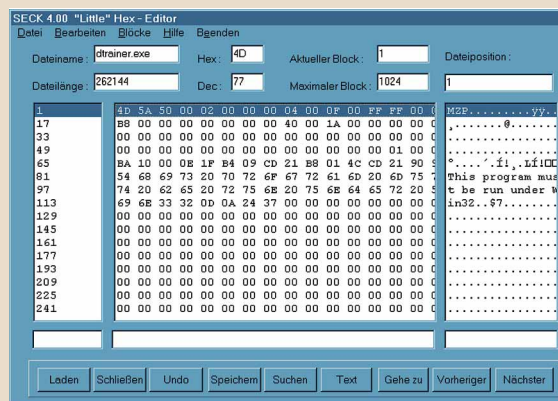 SECK 4.00 "Little" Hex - Editor
Datei Bearbeiten Blöcke Hilfe Beenden
Dateiname : dtrainer.exe Hex : 4D Aktueller Block : 1 Dateiposition :
Dateilänge : 262144 Dec : 77 Maximaler Block : 1024 1
1 4D 5A 50 00 02 00 00 00 04 00 0F 00 FF FF 00 MZP.........ÿÿ..
17 B8 00 00 00 00 00 00 00 40 00 1A 00 00 00 00 ¸.......@.......
33 00 00 00 00 00 00 00 00 00 00 00 00 00 00 00 ................
49 00 00 00 00 00 00 00 00 00 00 00 00 00 01 00 ................
65 BA 10 00 0E 1F B4 09 CD 21 B8 01 4C CD 21 90 º....´.Í!¸.LÍ!
81 54 68 69 73 20 70 72 6F 67 72 61 6D 20 6D 75 This program mus
97 74 20 62 65 20 72 75 6E 20 75 6E 64 65 72 20 t be run under W
113 69 6E 33 32 0D 0A 24 37 00 00 00 00 00 00 00 in32..$7........
129 00 00 00 00 00 00 00 00 00 00 00 00 00 00 00 ................
145 00 00 00 00 00 00 00 00 00 00 00 00 00 00 00 ................
161 00 00 00 00 00 00 00 00 00 00 00 00 00 00 00 ................
177 00 00 00 00 00 00 00 00 00 00 00 00 00 00 00 ................
193 00 00 00 00 00 00 00 00 00 00 00 00 00 00 00 ................
209 00 00 00 00 00 00 00 00 00 00 00 00 00 00 00 ................
225 00 00 00 00 00 00 00 00 00 00 00 00 00 00 00 ................
241 00 00 00 00 00 00 00 00 00 00 00 00 00 00 00 ................
Laden Schließen Undo Speichern Suchen Text Gehe zu Vorheriger Nächster